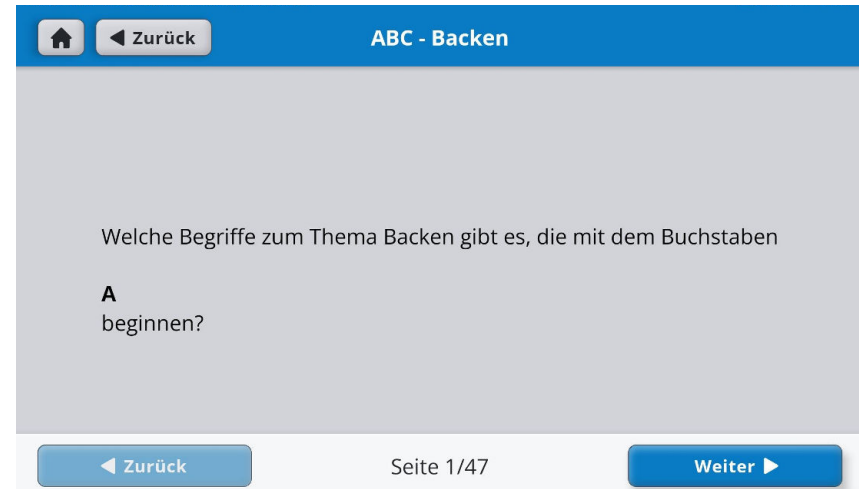 Zurück
ABC - Backen
Welche Begriffe zum Thema Backen gibt es, die mit dem Buchstaben
A
beginnen?
Zurück
Seite 1/47
Weiter